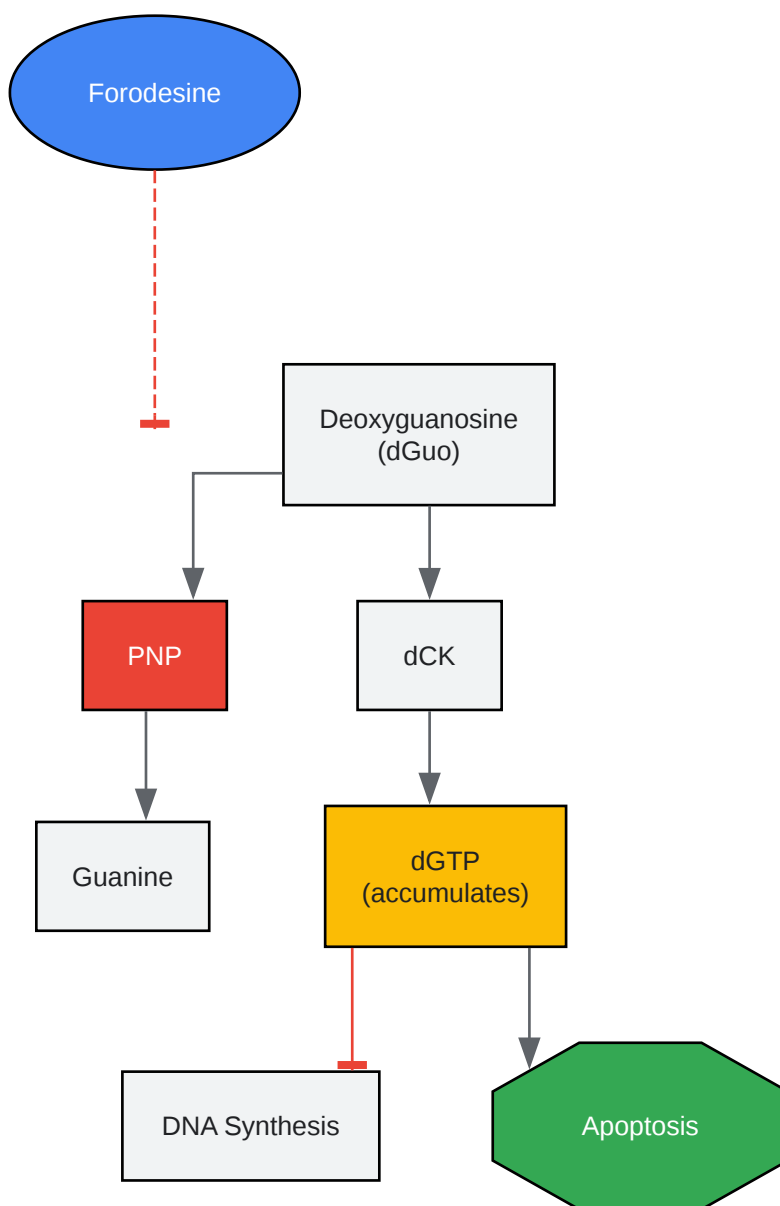 Forodesine
Deoxyguanosine
(dGuo)
PNP
dCK
Guanine
dGTP
(accumulates)
DNA Synthesis
Apoptosis